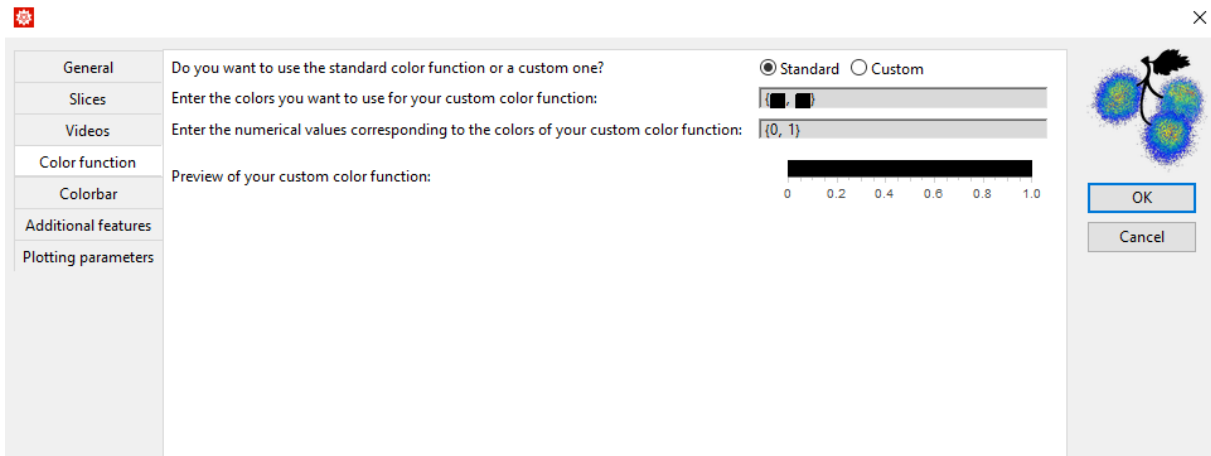 General
Slices
Videos
Color function
Colorbar
Additional features
Plotting parameters
Do you want to use the standard color function or a custom one? Standard Custom
Enter the colors you want to use for your custom color function: {■, ■}
Enter the numerical values corresponding to the colors of your custom color function: {0, 1}
Preview of your custom color function:
0 0.2 0.4 0.6 0.8 1.0
OK
Cancel